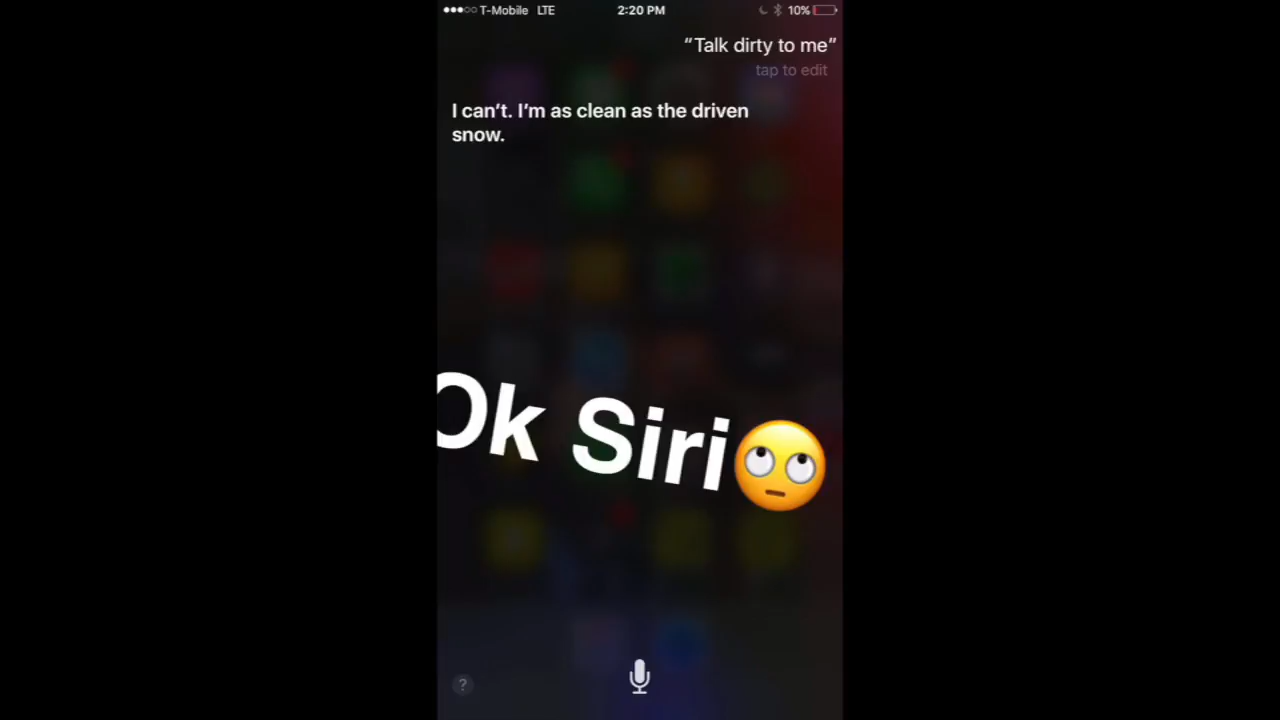 T-Mobile LTE 2:20 PM 10%
“Talk dirty to me”
tap to edit
I can’t. I’m as clean as the driven
snow.
Ok Siri🙄
?